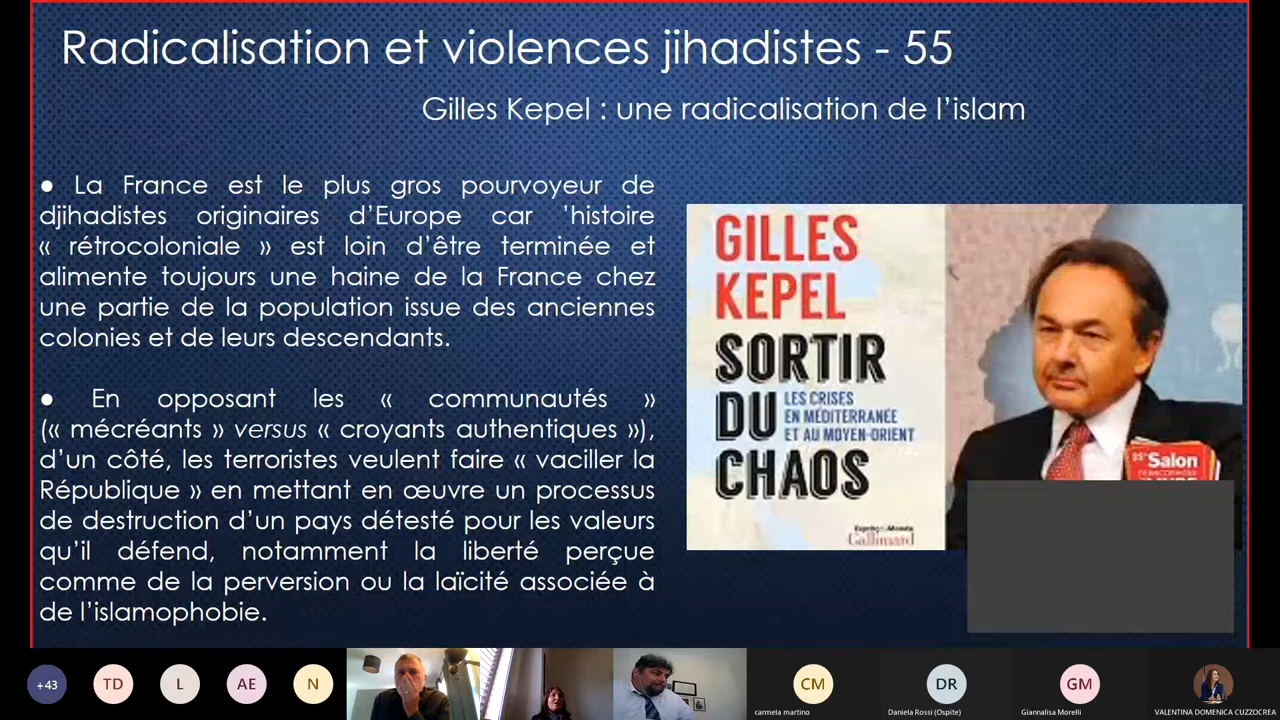 Radicalisation et violences jihadistes - 55
Gilles Kepel : une radicalisation de l’islam
● La France est le plus gros pourvoyeur de
djihadistes originaires d’Europe car ’histoire
« rétrocoloniale » est loin d’être terminée et
alimente toujours une haine de la France chez
une partie de la population issue des anciennes
colonies et de leurs descendants.
● En opposant les « communautés »
(« mécréants » versus « croyants authentiques »),
d’un côté, les terroristes veulent faire « vaciller la
République » en mettant en œuvre un processus
de destruction d’un pays détesté pour les valeurs
qu’il défend, notamment la liberté perçue
comme de la perversion ou la laïcité associée à
de l’islamophobie.
GILLES
KEPEL
SORTIR
DU
LES CRISES
EN MÉDITERRANÉE
ET AU MOYEN-ORIENT
CHAOS
Gallimard
Salon
+43
TD
L
AE
N
CM
DR
GM
carmela martino
Daniela Rossi (Ospite)
Giannalisa Morelli
VALENTINA DOMENICA CUZZOCREA